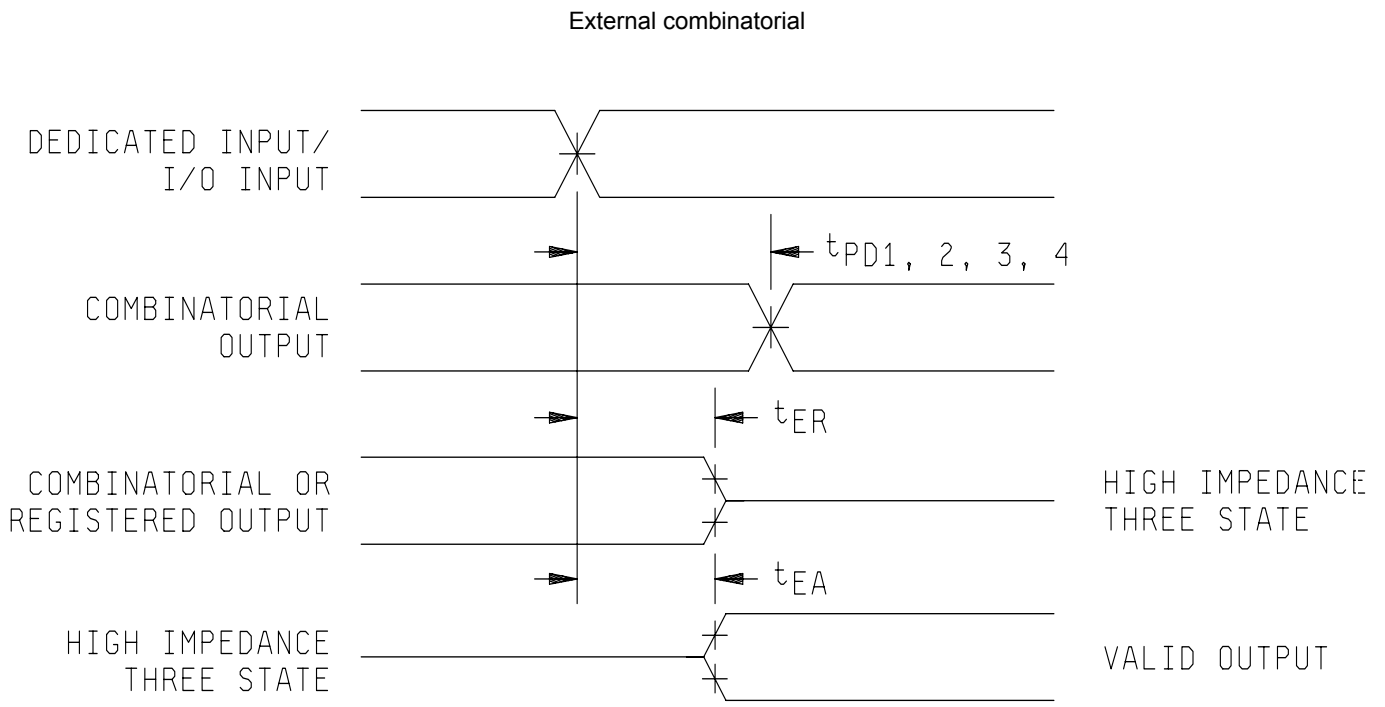 External combinatorial
DEDICATED INPUT/
I/O INPUT
tPD1, 2, 3, 4
COMBINATORIAL
OUTPUT
tER
COMBINATORIAL OR
REGISTERED OUTPUT
HIGH IMPEDANCE
THREE STATE
tEA
HIGH IMPEDANCE
THREE STATE
VALID OUTPUT